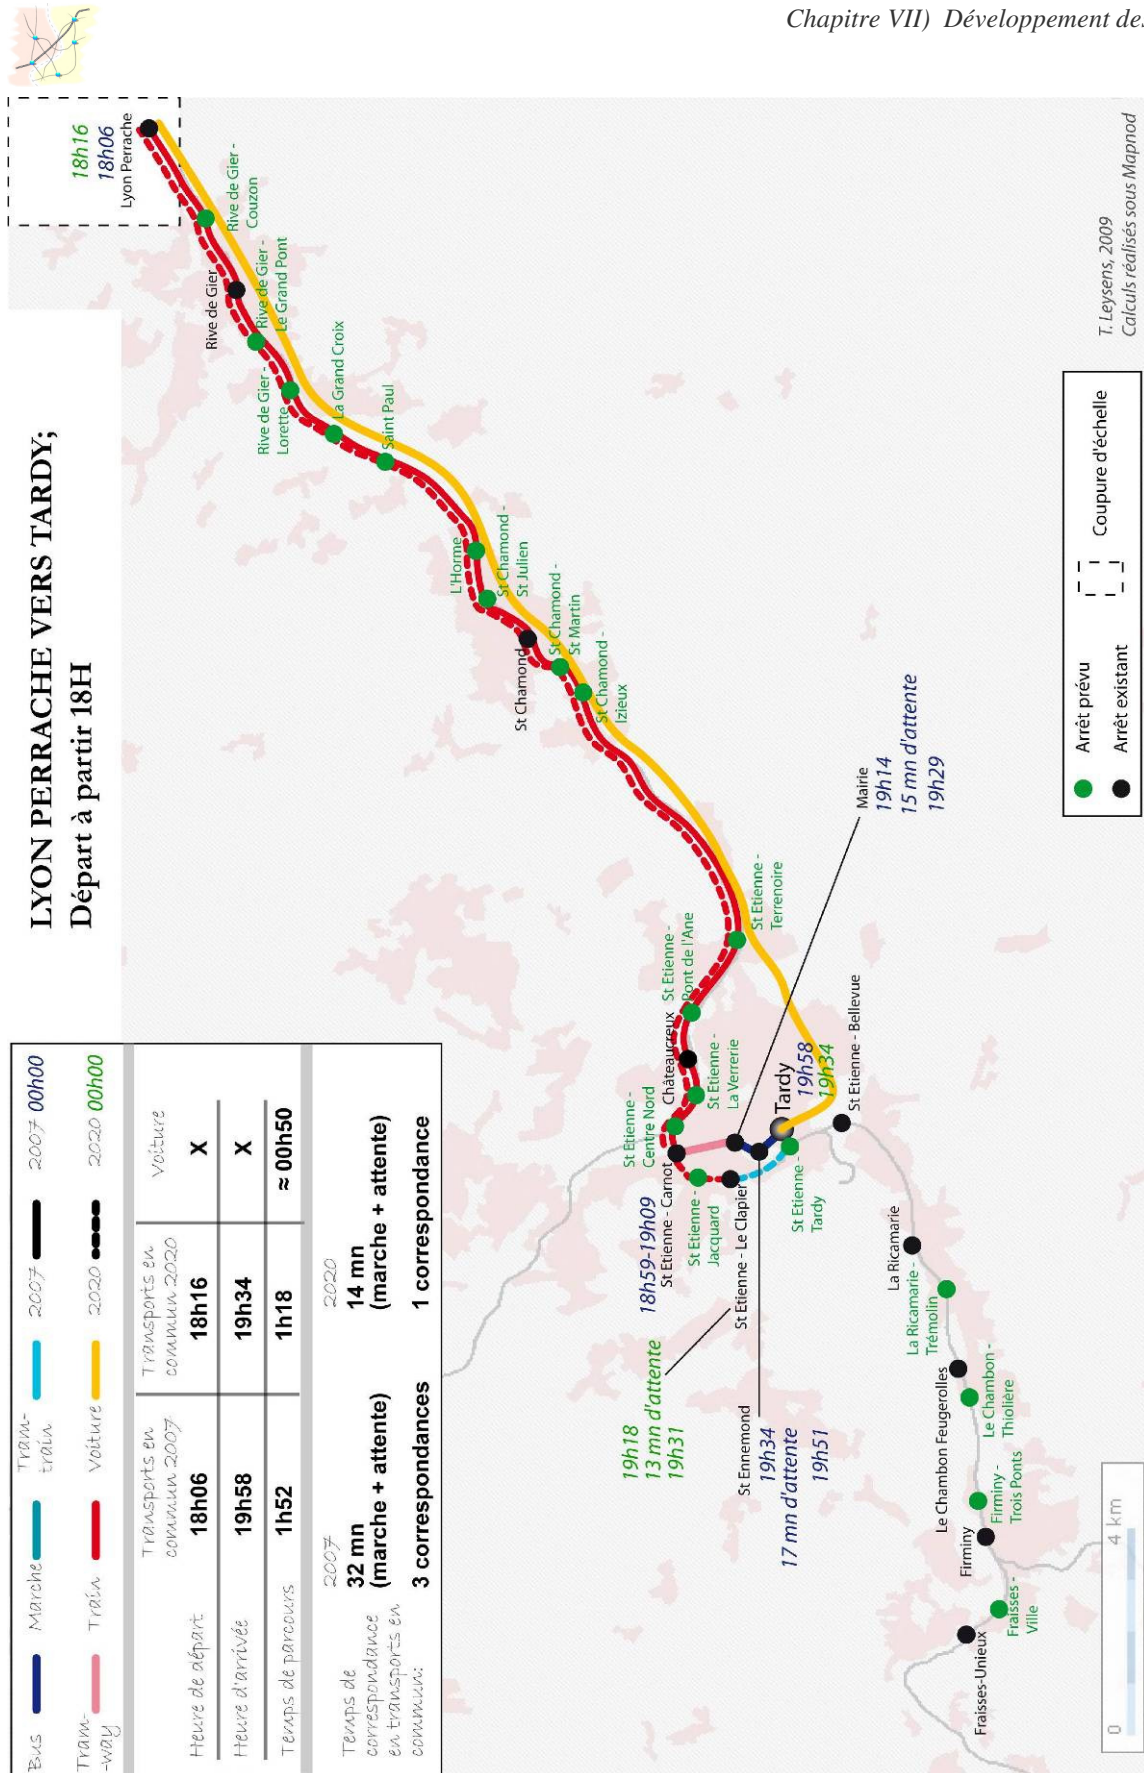 Chapitre VII) Développement de
LYON PERRACHE VERS TARDY;
Départ à partir 18H
Bus
Marche
Tram-
train
2007
2007 00h00
Tram-
-way
Train
Voiture
2020
2020 00h00
Transports en
commun 2007
Transports en
commun 2020
Voiture
Heure de départ
18h06
18h16
X
Heure d'arrivée
19h58
19h34
X
Temps de parcours
1h52
1h18
≈ 00h50
Temps de
correspondance
en transports en
commun:
2007
32 mn
(marche + attente)
3 correspondances
2020
14 mn
(marche + attente)
1 correspondance
18h16
18h06
Lyon Perrache
Rive de Gier -
Couzon
Rive de Gier
Rive de Gier -
Le Grand Pont
Rive de Gier -
Lorette
La Grand Croix
Saint Paul
L'Horme
St Chamond -
St Julien
St Chamond
St Chamond -
St Martin
St Chamond -
Izieux
St Etienne -
Terrenoire
St Etienne -
Pont de l'Ane
Châteaucreux
St Etienne -
La Verrerie
St Etienne -
Centre Nord
18h59-19h09
St Etienne - Carnot
St Etienne -
Jacquard
St Etienne - Le Clapier
19h18
13 mn d'attente
19h31
Mairie
19h14
15 mn d'attente
19h29
St Ennemond
19h34
17 mn d'attente
19h51
Tardy
19h58
19h34
St Etienne -
Tardy
St Etienne - Bellevue
La Ricamarie
La Ricamarie -
Trémolin
Le Chambon Feugerolles
Le Chambon -
Thiolière
Firminy -
Trois Ponts
Firminy
Fraisses -
Ville
Fraisses-Unieux
0
4 km
Arrêt prévu
Arrêt existant
Coupure d'échelle
T. Leysens, 2009
Calculs réalisés sous Mapnod